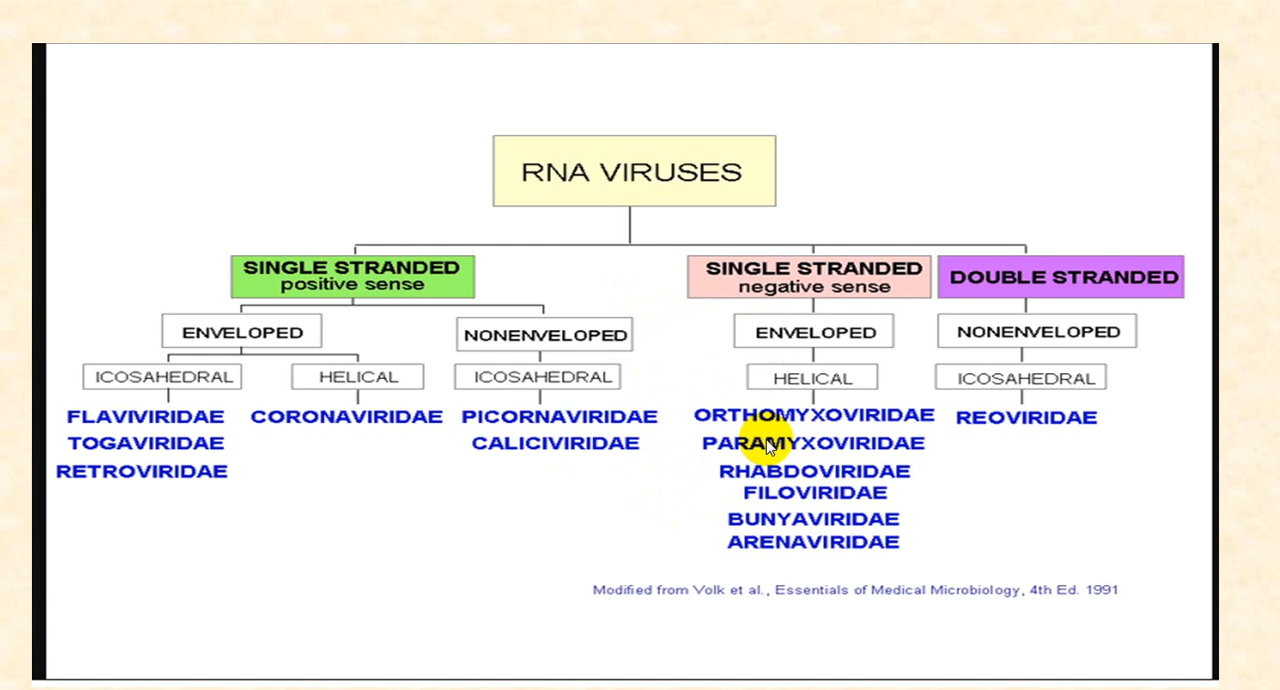 RNA VIRUSES
SINGLE STRANDED
positive sense
SINGLE STRANDED
negative sense
DOUBLE STRANDED
ENVELOPED
NONENVELOPED
ENVELOPED
NONENVELOPED
ICOSAHEDRAL
HELICAL
ICOSAHEDRAL
HELICAL
ICOSAHEDRAL
FLAVIVIRIDAE
TOGAVIRIDAE
RETROVIRIDAE
CORONAVIRIDAE
PICORNAVIRIDAE
CALICIVIRIDAE
ORTHOMYXOVIRIDAE
PARAMYXOVIRIDAE
RHABDOVIRIDAE
FILOVIRIDAE
BUNYAVIRIDAE
ARENAVIRIDAE
REOVIRIDAE
Modified from Volk et al., Essentials of Medical Microbiology, 4th Ed. 1991